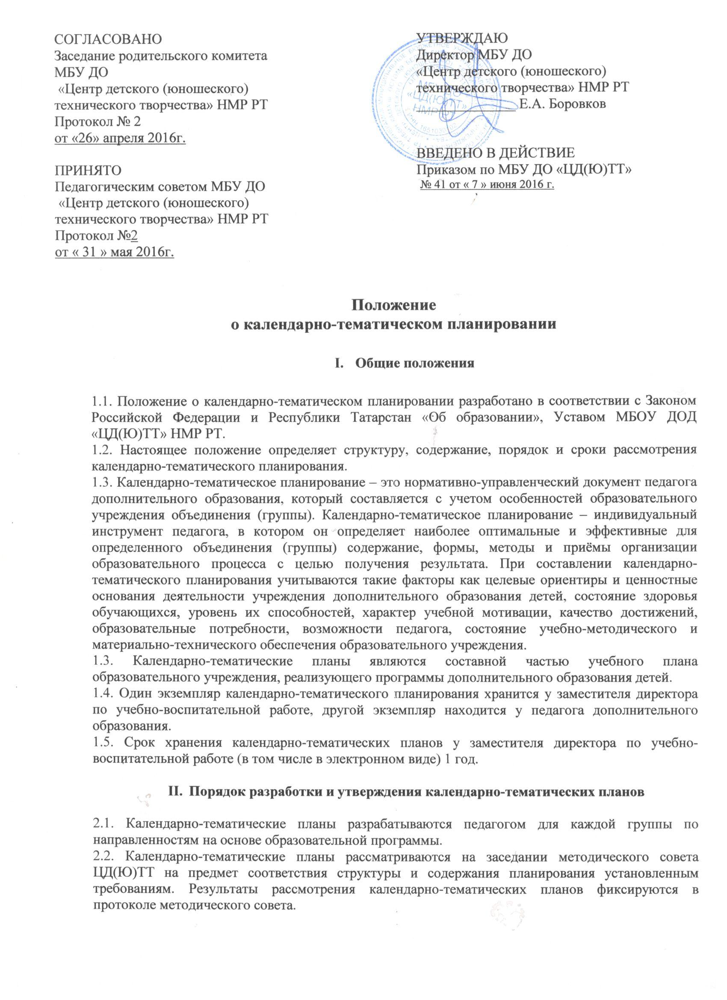 СОГЛАСОВАНО
Заседание родительского комитета
МБУ ДО
«Центр детского (юношеского)
технического творчества» НМР РТ
Протокол № 2
от «26» апреля 2016г.
ПРИНЯТО
Педагогическим советом МБУ ДО
«Центр детского (юношеского)
технического творчества» НМР РТ
Протокол №2
от « 31 » мая 2016г.
УТВЕРЖДАЮ
Директор МБУ ДО
«Центр детского (юношеского)
технического творчества» НМР РТ
Е.А. Боровков
«ЦД(Ю)ТТ»
НМР РТ
ВВЕДЕНО В ДЕЙСТВИЕ
Приказом по МБУ ДО «ЦД(Ю)ТТ»
№ 41 от « 7 » июня 2016 г.
Положение
о календарно-тематическом планировании
I. Общие положения
1.1. Положение о календарно-тематическом планировании разработано в соответствии с Законом
Российской Федерации и Республики Татарстан «Об образовании», Уставом МБОУ ДОД
«ЦД(Ю)ТТ» НМР РТ.
1.2. Настоящее положение определяет структуру, содержание, порядок и сроки рассмотрения
календарно-тематического планирования.
1.3. Календарно-тематическое планирование – это нормативно-управленческий документ педагога
дополнительного образования, который составляется с учетом особенностей образовательного
учреждения объединения (группы). Календарно-тематическое планирование – индивидуальный
инструмент педагога, в котором он определяет наиболее оптимальные и эффективные для
определенного объединения (группы) содержание, формы, методы и приёмы организации
образовательного процесса с целью получения результата. При составлении календарно-
тематического планирования учитываются такие факторы как целевые ориентиры и ценностные
основания деятельности учреждения дополнительного образования детей, состояние здоровья
обучающихся, уровень их способностей, характер учебной мотивации, качество достижений,
образовательные потребности, возможности педагога, состояние учебно-методического и
материально-технического обеспечения образовательного учреждения.
1.3. Календарно-тематические планы являются составной частью учебного плана
образовательного учреждения, реализующего программы дополнительного образования детей.
1.4. Один экземпляр календарно-тематического планирования хранится у заместителя директора
по учебно-воспитательной работе, другой экземпляр находится у педагога дополнительного
образования.
1.5. Срок хранения календарно-тематических планов у заместителя директора по учебно-
воспитательной работе (в том числе в электронном виде) 1 год.
II. Порядок разработки и утверждения календарно-тематических планов
2.1. Календарно-тематические планы разрабатываются педагогом для каждой группы по
направленностям на основе образовательной программы.
2.2. Календарно-тематические планы рассматриваются на заседании методического совета
ЦД(Ю)ТТ на предмет соответствия структуры и содержания планирования установленным
требованиям. Результаты рассмотрения календарно-тематических планов фиксируются в
протоколе методического совета.